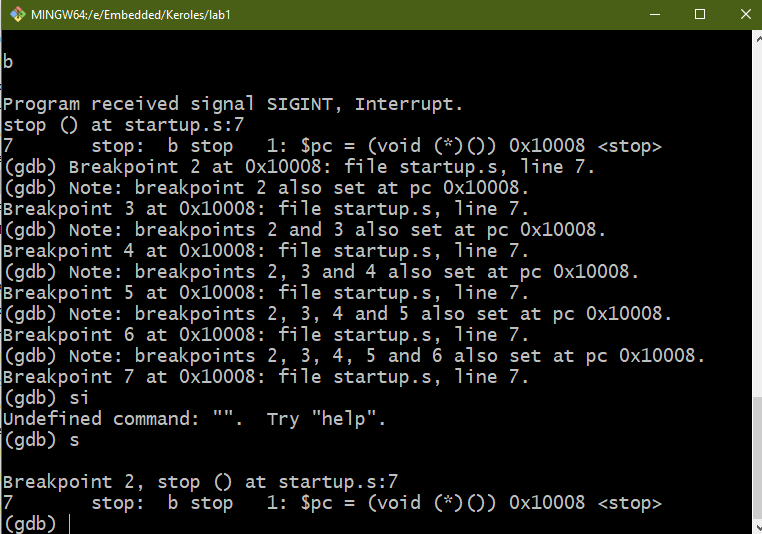 MINGW64:/e/Embedded/Keroles/lab1
b
Program received signal SIGINT, Interrupt.
stop () at startup.s:7
7       stop:  b stop   1: $pc = (void (*)()) 0x10008 <stop>
(gdb) Breakpoint 2 at 0x10008: file startup.s, line 7.
(gdb) Note: breakpoint 2 also set at pc 0x10008.
Breakpoint 3 at 0x10008: file startup.s, line 7.
(gdb) Note: breakpoints 2 and 3 also set at pc 0x10008.
Breakpoint 4 at 0x10008: file startup.s, line 7.
(gdb) Note: breakpoints 2, 3 and 4 also set at pc 0x10008.
Breakpoint 5 at 0x10008: file startup.s, line 7.
(gdb) Note: breakpoints 2, 3, 4 and 5 also set at pc 0x10008.
Breakpoint 6 at 0x10008: file startup.s, line 7.
(gdb) Note: breakpoints 2, 3, 4, 5 and 6 also set at pc 0x10008.
Breakpoint 7 at 0x10008: file startup.s, line 7.
(gdb) si
Undefined command: "".  Try "help".
(gdb) s
Breakpoint 2, stop () at startup.s:7
7       stop:  b stop   1: $pc = (void (*)()) 0x10008 <stop>
(gdb)